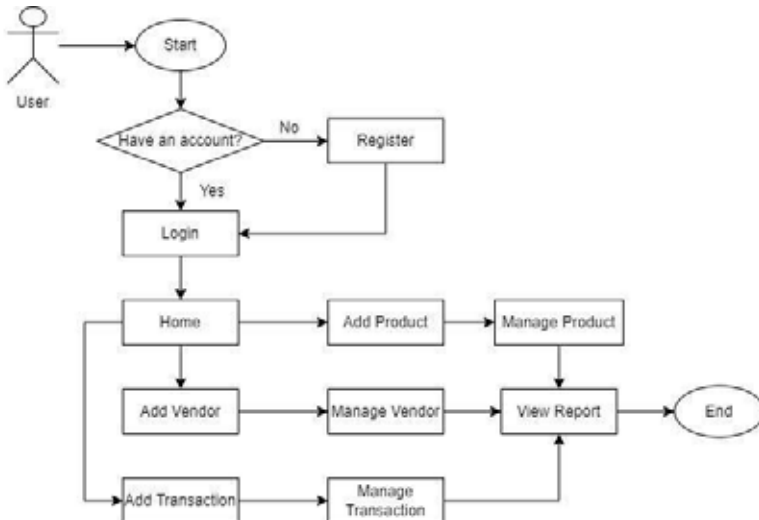 Start
User
Have an account?
No
Register
Yes
Login
Home
Add Product
Manage Product
Add Vendor
Manage Vendor
View Report
End
Add Transaction
Manage
Transaction